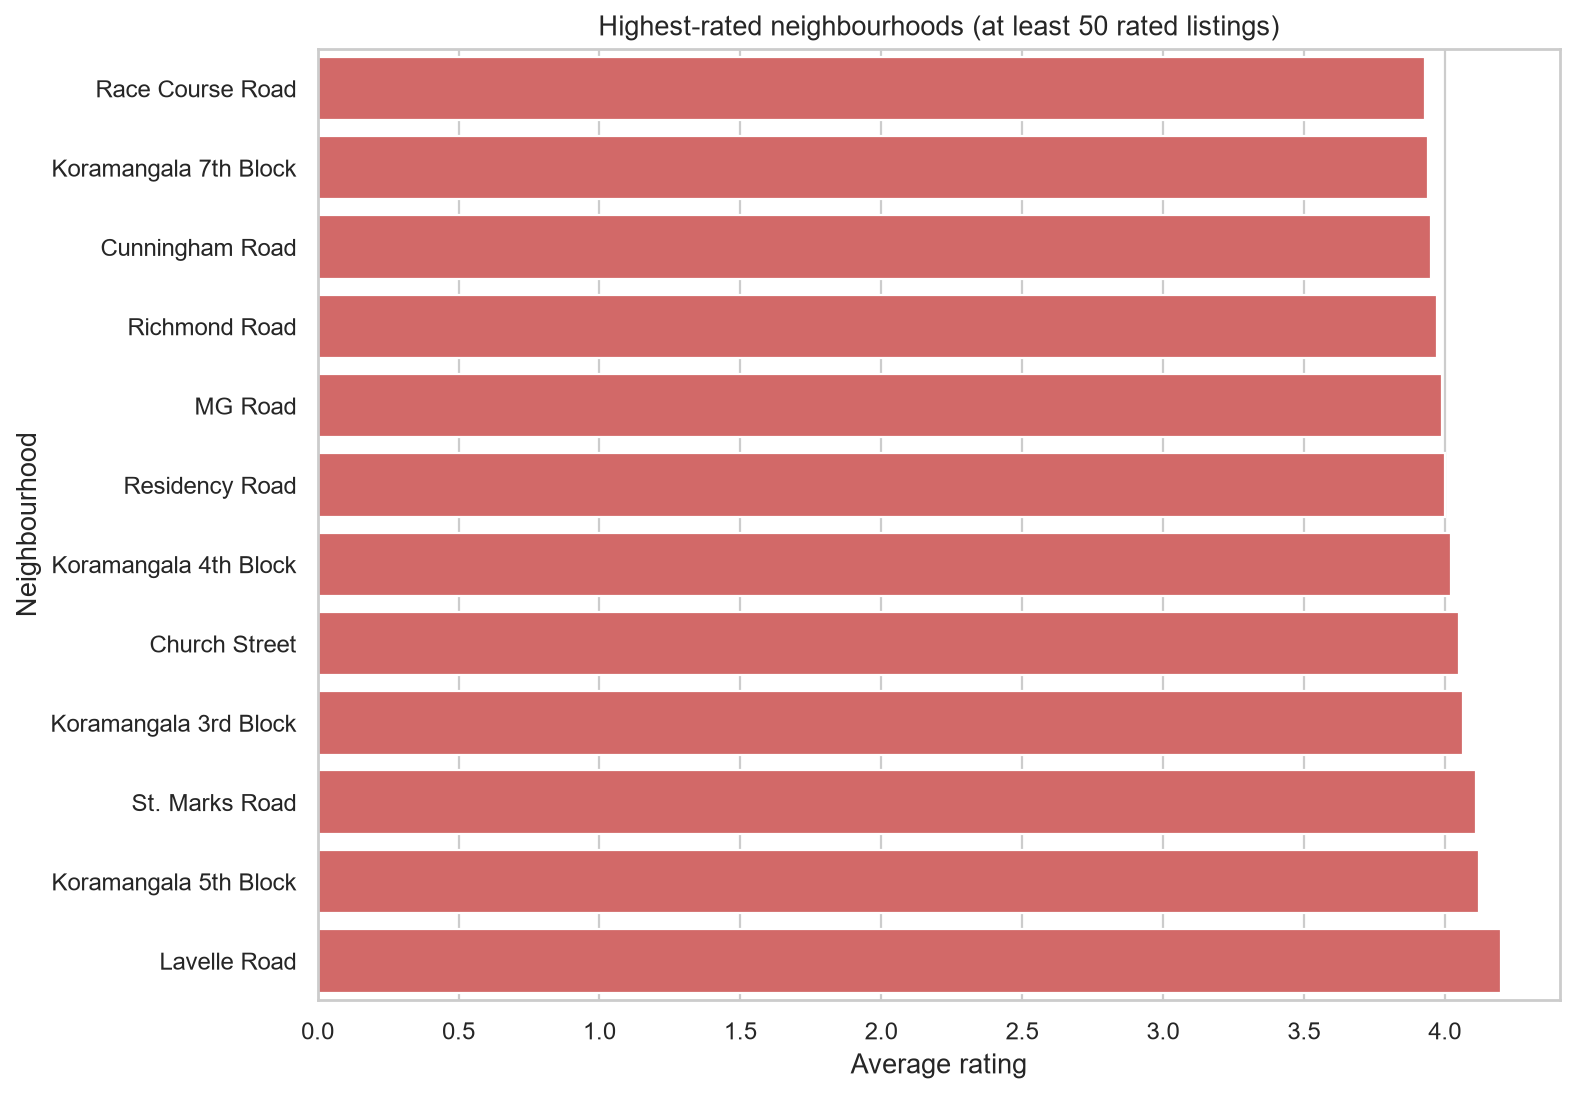 Highest-rated neighbourhoods (at least 50 rated listings)
Neighbourhood
Race Course Road
Koramangala 7th Block
Cunningham Road
Richmond Road
MG Road
Residency Road
Koramangala 4th Block
Church Street
Koramangala 3rd Block
St. Marks Road
Koramangala 5th Block
Lavelle Road
0.0 0.5 1.0 1.5 2.0 2.5 3.0 3.5 4.0
Average rating